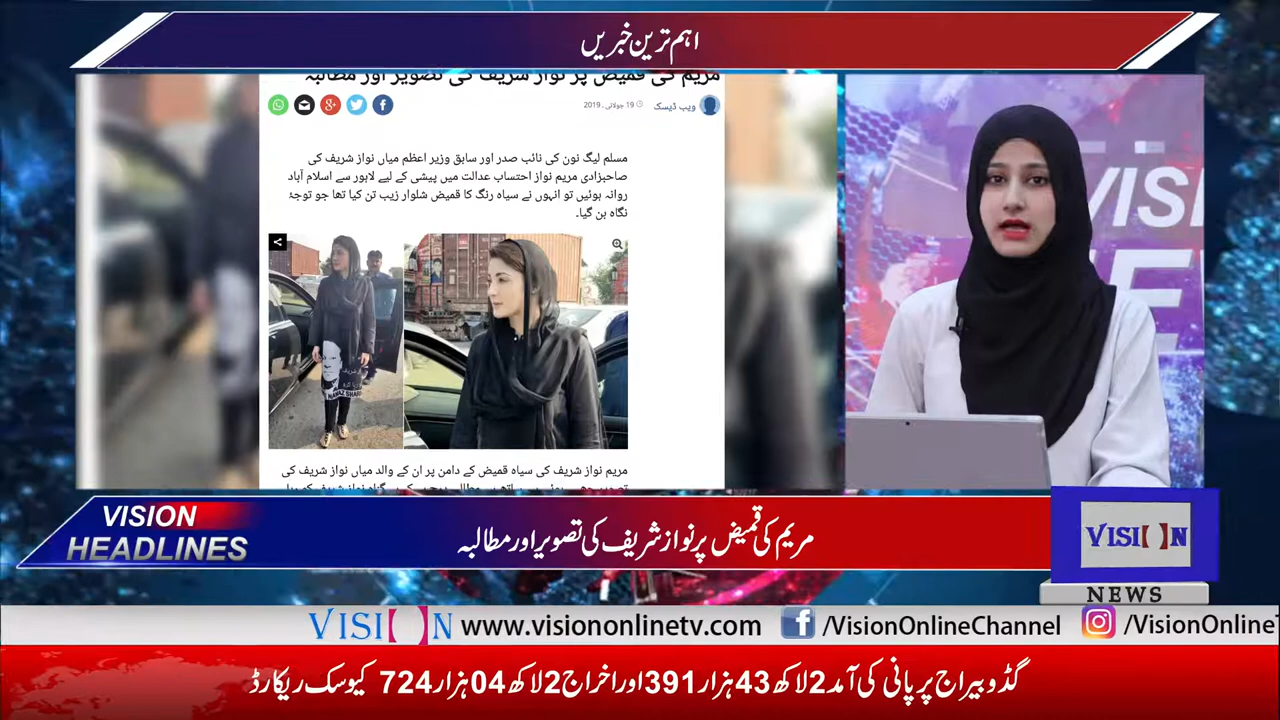 اہم ترین خبریں
مریم کی قمیض پر نواز شریف کی تصویر اور مطالبہ
ویب ڈیسک
19 جولائی ، 2019
مسلم لیگ نون کی نائب صدر اور سابق وزیر اعظم میاں نواز شریف کی
صاحبزادی مریم نواز احتساب عدالت میں پیشی کے لیے لاہور سے اسلام آباد
روانہ ہوئیں تو انہوں نے سیاہ رنگ کا قمیض شلوار زیب تن کیا تھا جو توجۂ
نگاہ بن گیا۔
مریم نواز شریف کی سیاہ قمیض کے دامن پر ان کے والد میاں نواز شریف کی
VISI
VISION
HEADLINES
مریم کی قمیض پر نواز شریف کی تصویر اور مطالبہ
VISI()N
NEWS
VISI()N www.visiononlinetv.com /VisionOnlineChannel /VisionOnlineT
گڈو بیراج پر پانی کی آمد 2 لاکھ 43 ہزار 391 اور اخراج 2 لاکھ 04 ہزار 724 کیوسک ریکارڈ